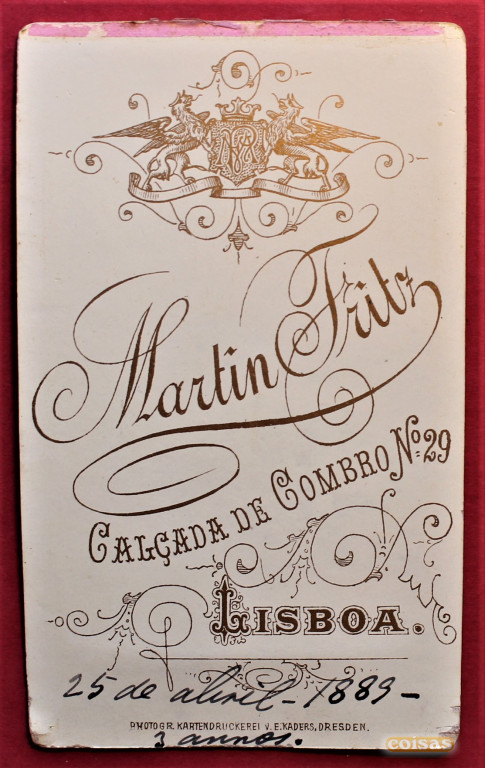 Martin Fritz
CALÇADA DE COMBRO Nº 29
LISBOA.
25 de abril - 1889 -
PHOTOGR. KARTENDRUCKEREI V. E. KADERS, DRESDEN.
3 annos.
coisas